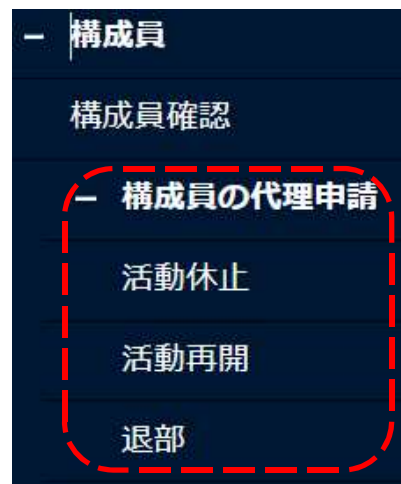 − 構成員
構成員確認
− 構成員の代理申請
活動休止
活動再開
退部